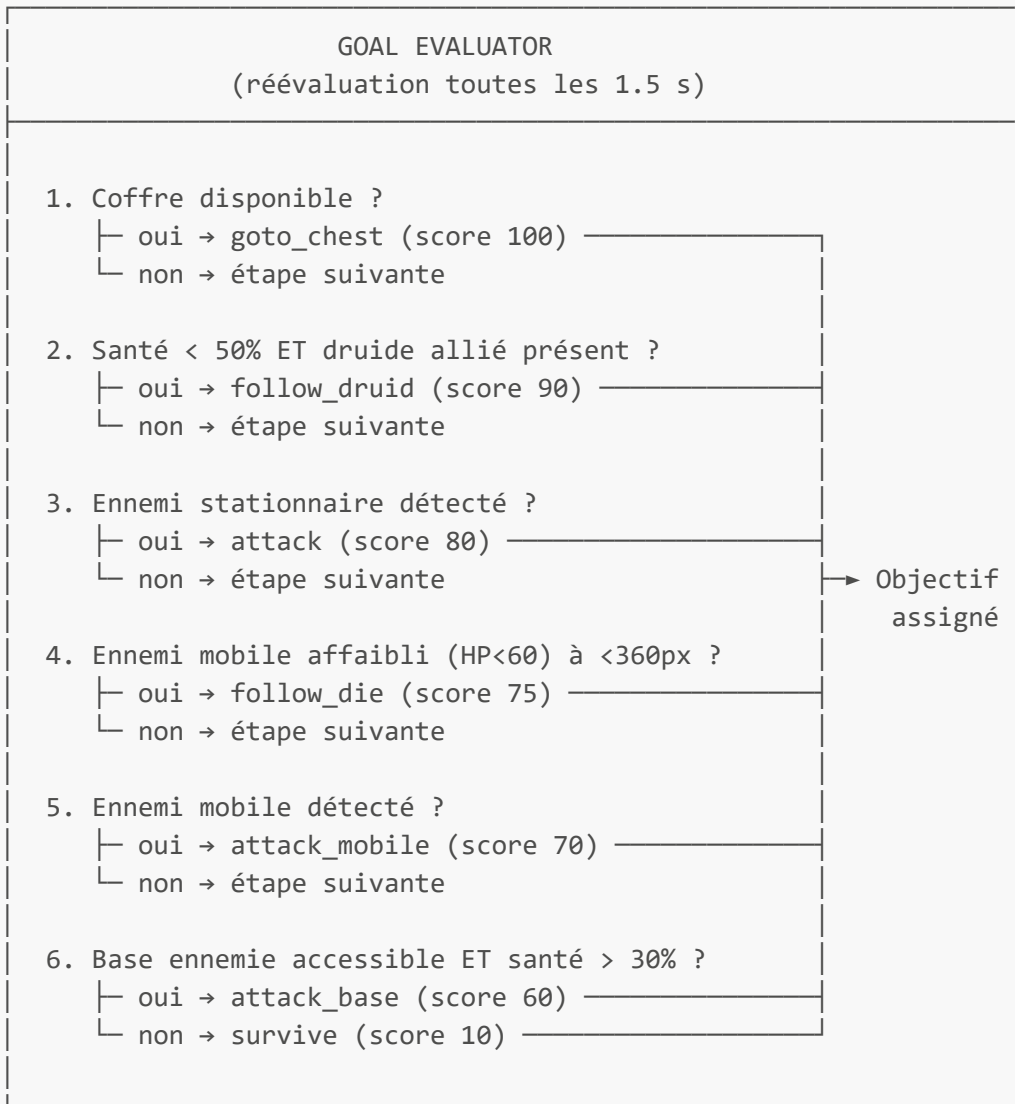 GOAL EVALUATOR
(réévaluation toutes les 1.5 s)
1. Coffre disponible ?
├─ oui → goto_chest (score 100)
└─ non → étape suivante
2. Santé < 50% ET druide allié présent ?
├─ oui → follow_druid (score 90)
└─ non → étape suivante
3. Ennemi stationnaire détecté ?
├─ oui → attack (score 80)
└─ non → étape suivante
Objectif
assigné
4. Ennemi mobile affaibli (HP<60) à <360px ?
├─ oui → follow_die (score 75)
└─ non → étape suivante
5. Ennemi mobile détecté ?
├─ oui → attack_mobile (score 70)
└─ non → étape suivante
6. Base ennemie accessible ET santé > 30% ?
├─ oui → attack_base (score 60)
└─ non → survive (score 10)